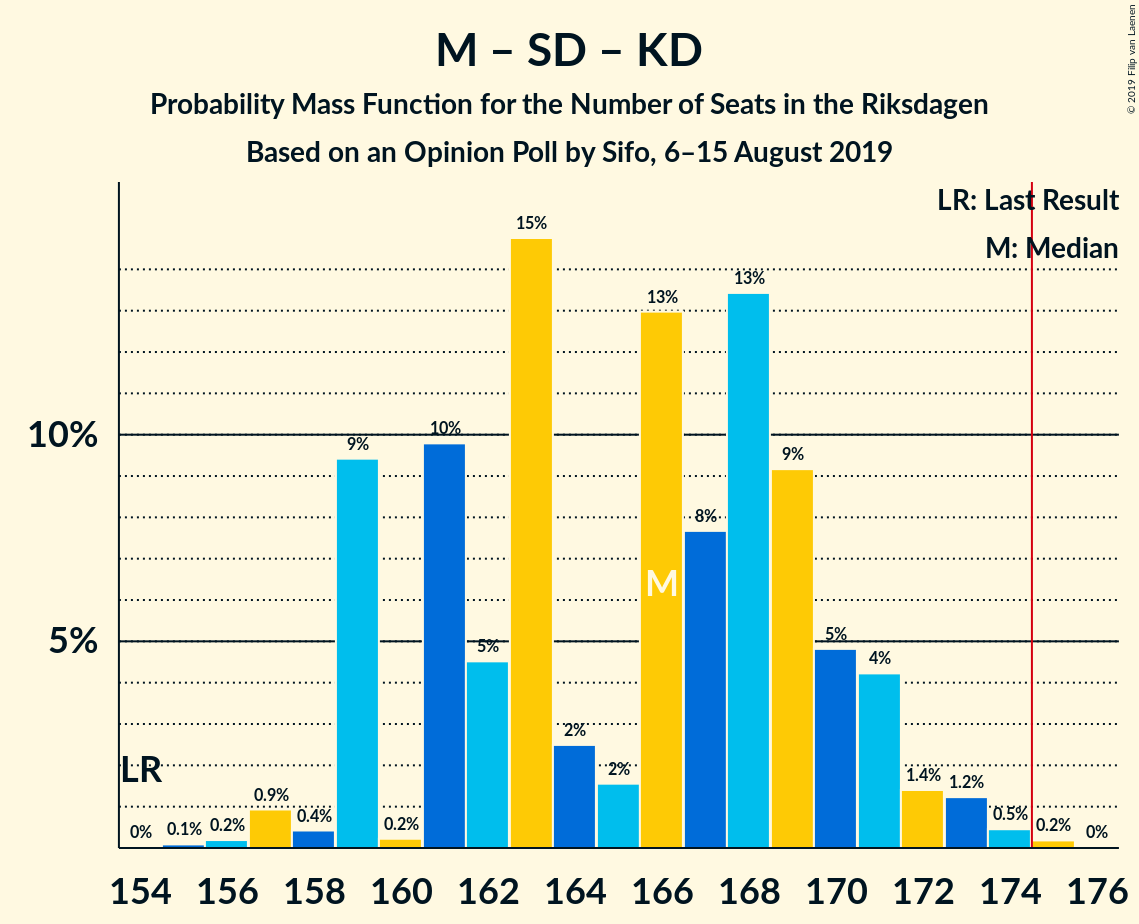 M – SD – KD
Probability Mass Function for the Number of Seats in the Riksdagen
Based on an Opinion Poll by Sifo, 6–15 August 2019
© 2019 Filip van Laenen
LR: Last Result
M: Median
10%
5%
LR
M
0%
0.1%
0.2%
0.9%
0.4%
9%
0.2%
10%
5%
15%
2%
2%
13%
8%
13%
9%
5%
4%
1.4%
1.2%
0.5%
0.2%
0%
154 156 158 160 162 164 166 168 170 172 174 176